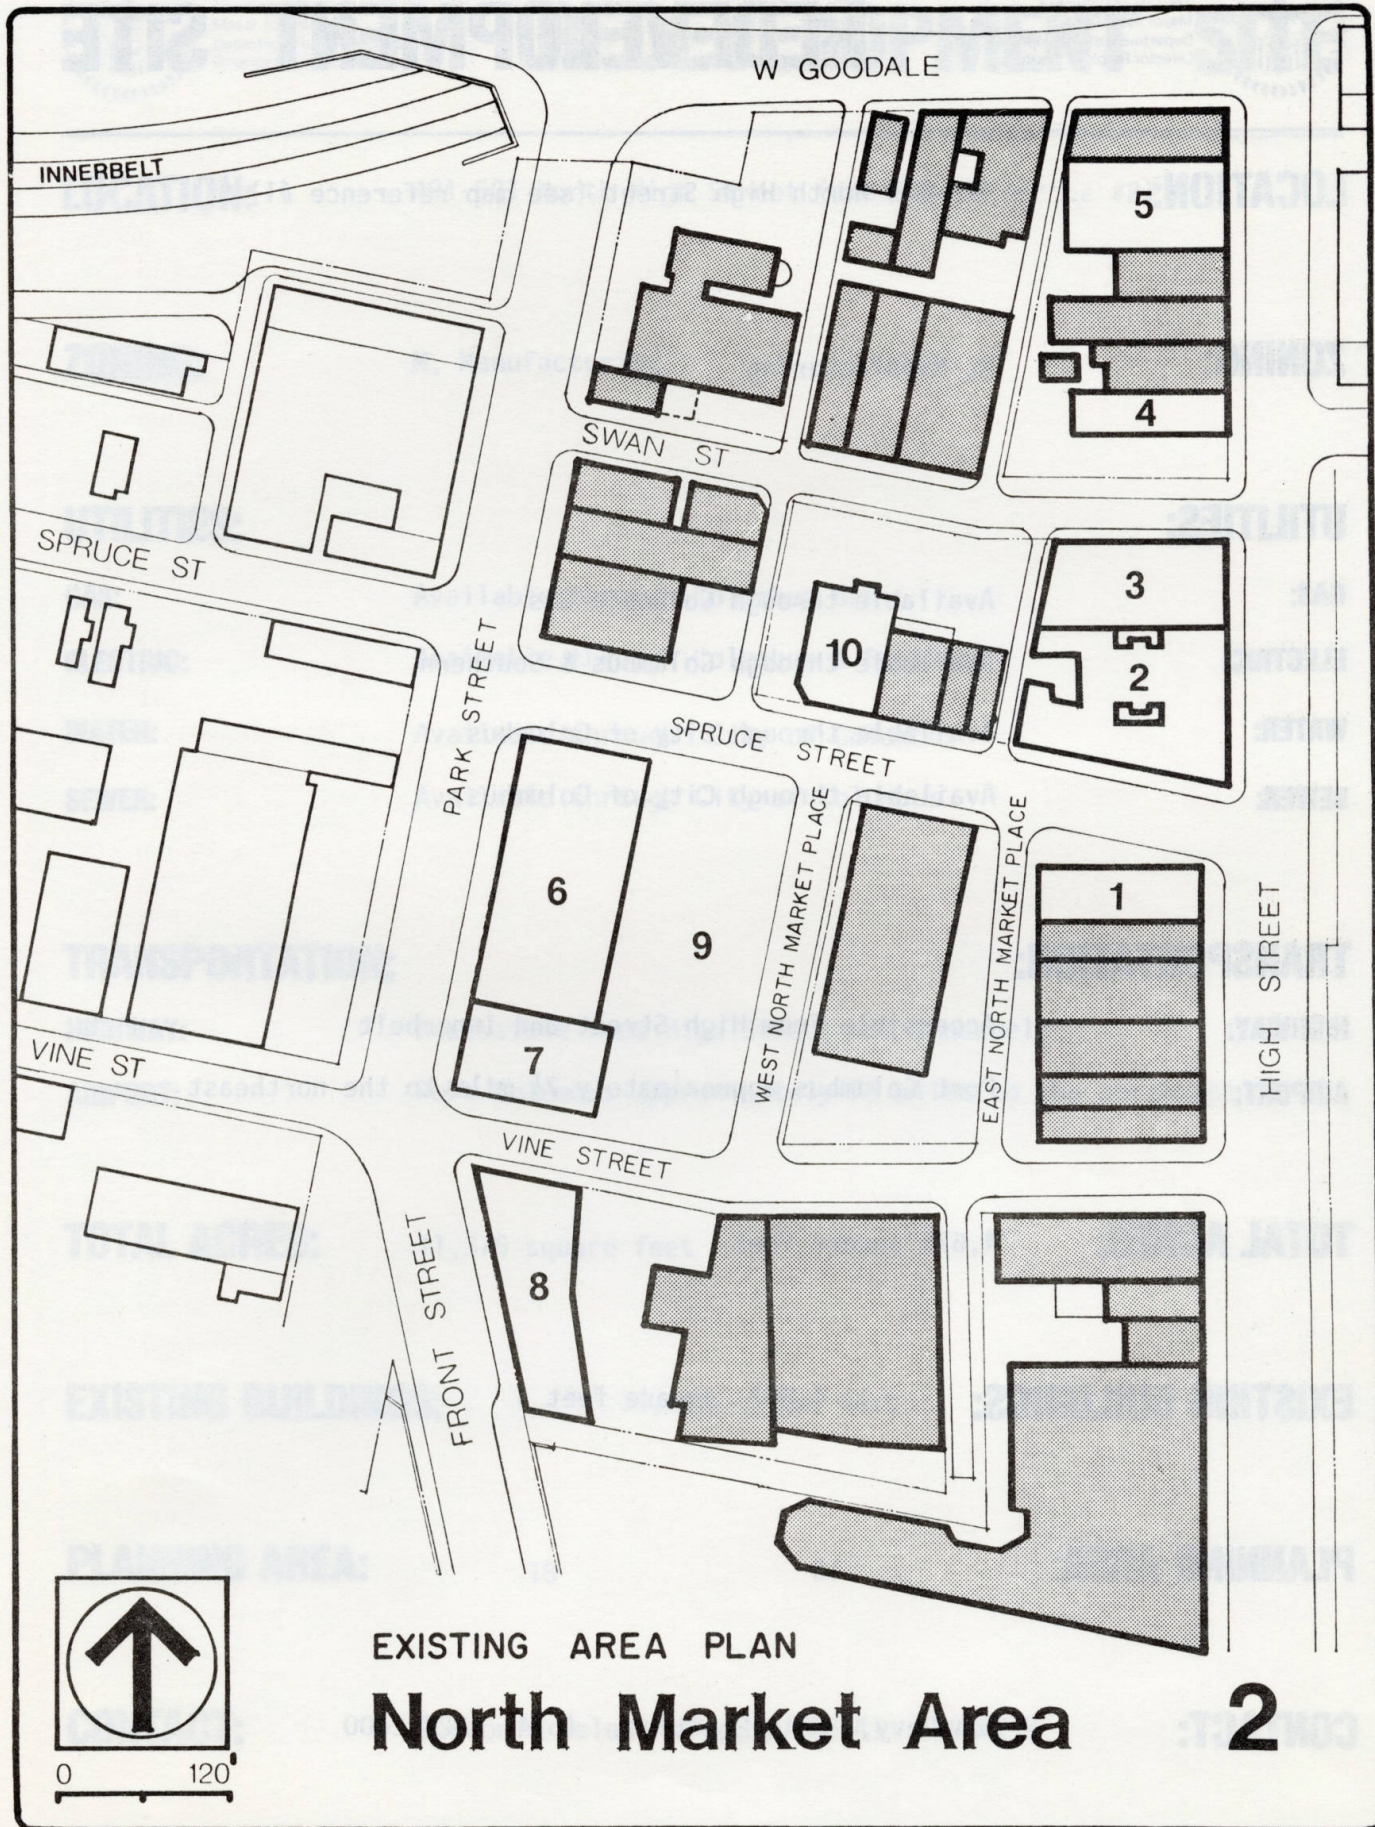 W GOODALE
INNERBELT
5
4
SWAN ST
SPRUCE ST
3
10
2
PARK STREET
SPRUCE STREET
WEST NORTH MARKET PLACE
EAST NORTH MARKET PLACE
6
1
9
HIGH STREET
VINE ST
7
VINE STREET
FRONT STREET
8
EXISTING AREA PLAN
North Market Area 2
0 120